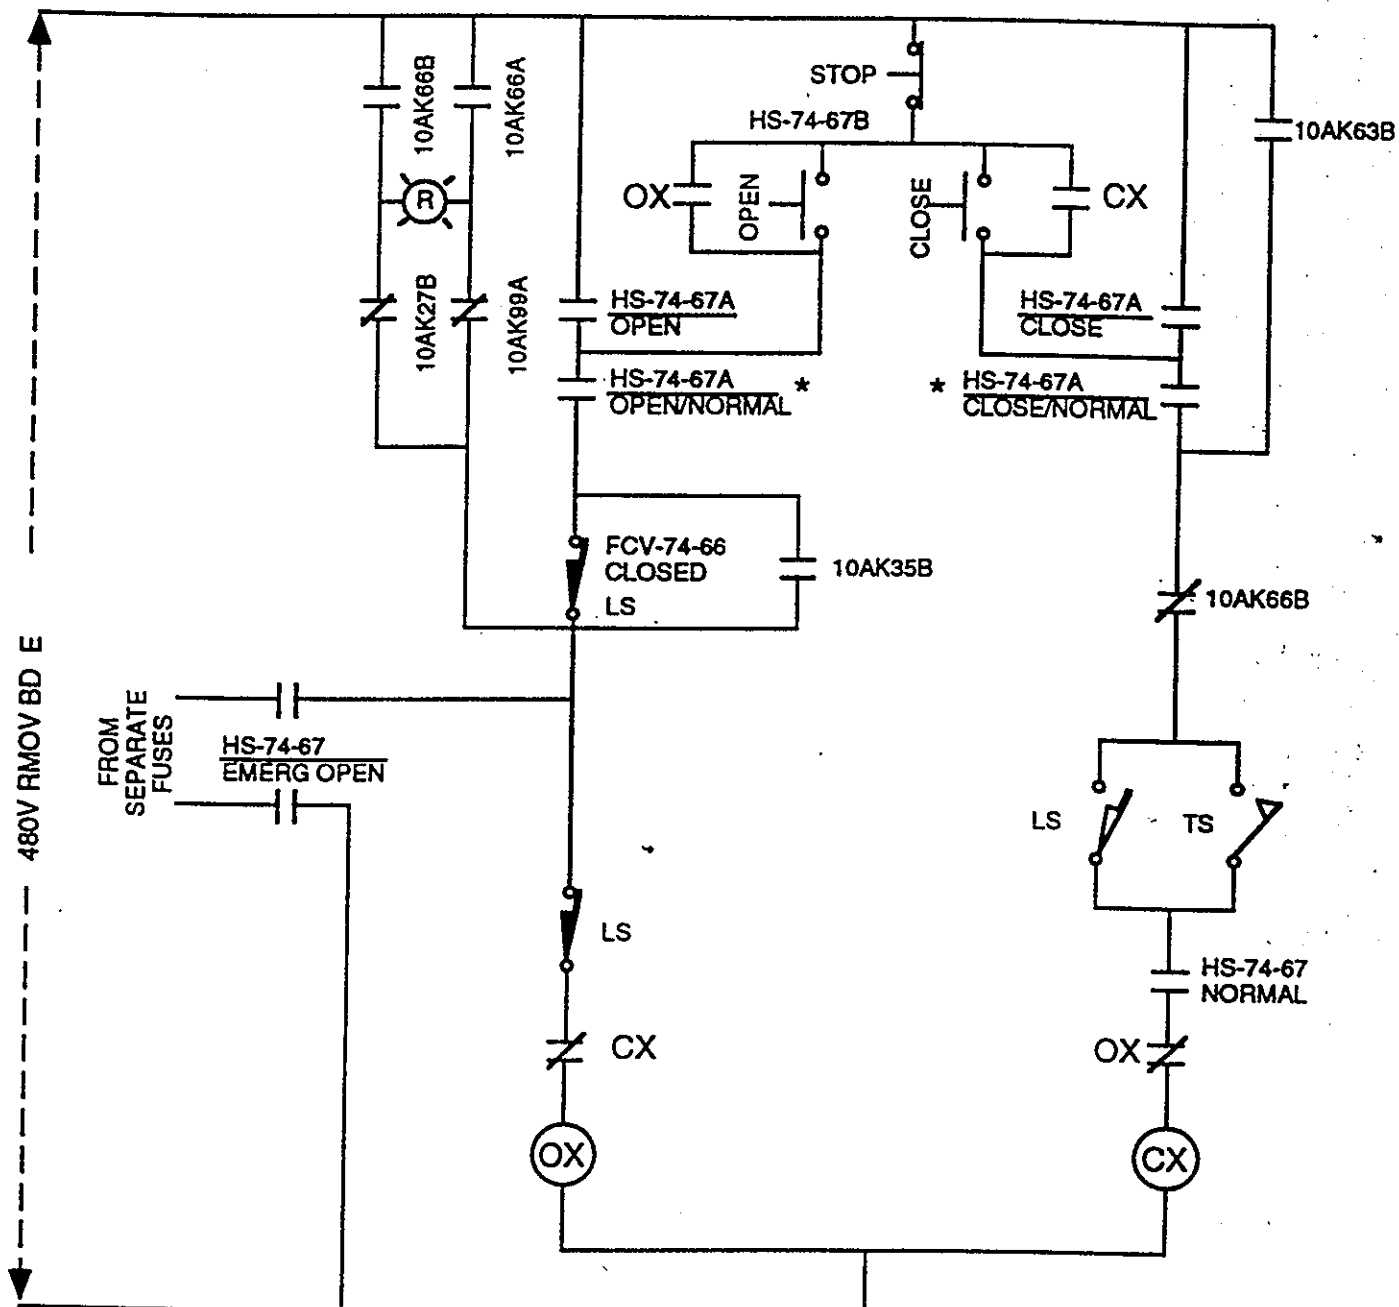 480V RMOV BD E
10AK66B
10AK66A
R
10AK27B
10AK99A
STOP
HS-74-67B
OX
OPEN
CLOSE
CX
10AK63B
HS-74-67A
OPEN
HS-74-67A
CLOSE
HS-74-67A *
OPEN/NORMAL
* HS-74-67A
CLOSE/NORMAL
FCV-74-66
CLOSED
LS
10AK35B
10AK66B
FROM
SEPARATE
FUSES
HS-74-67
EMERG OPEN
LS
TS
LS
HS-74-67
NORMAL
CX
OX
OX
CX